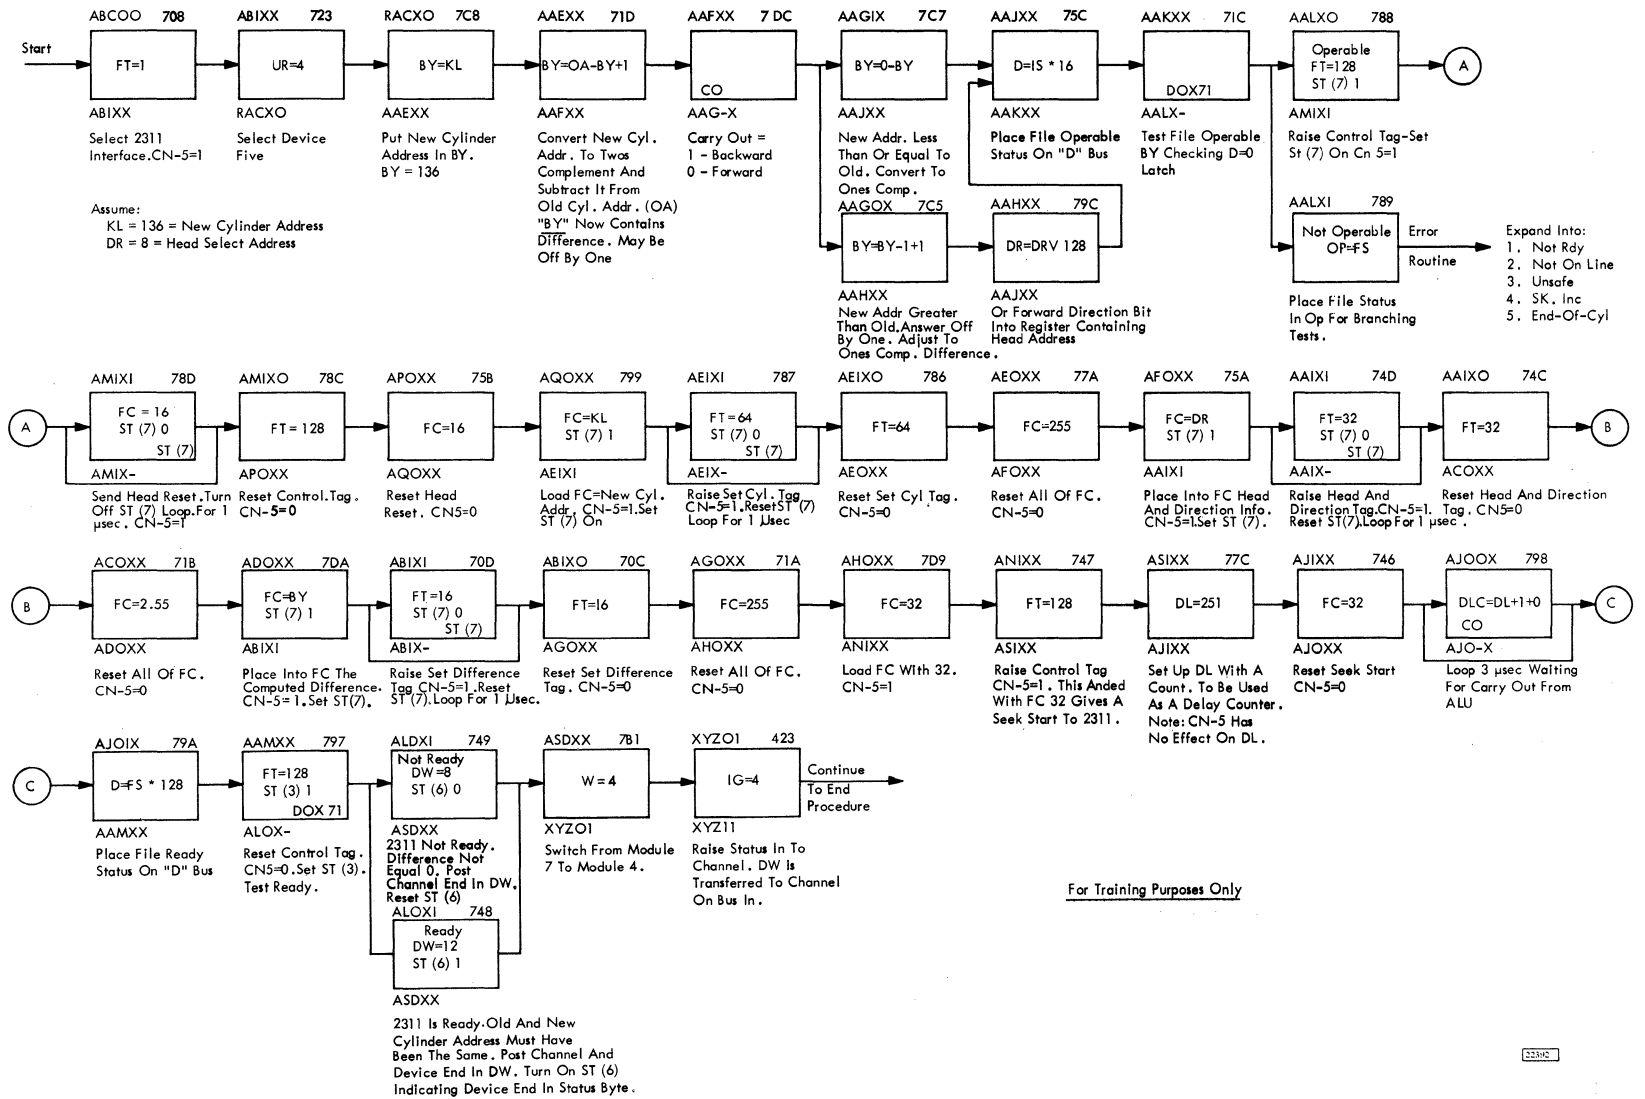 ABCOO 708
Start
FT=1
ABIXX
Select 2311
Interface.CN-5=1
ABIXX 723
UR=4
RACXO
Select Device
Five
RACXO 7C8
BY=KL
AAEXX
Put New Cylinder
Address In BY.
BY = 136
AAEXX 71D
BY=OA-BY+1
AAFXX
Convert New Cyl.
Addr. To Twos
Complement And
Subtract It From
Old Cyl. Addr. (OA)
"BY" Now Contains
Difference. May Be
Off By One
AAFXX 7 DC
CO
AAG-X
Carry Out =
1 - Backward
0 - Forward
AAGIX 7C7
BY=0-BY
AAJXX
New Addr. Less
Than Or Equal To
Old. Convert To
Ones Comp.
AAJXX 75C
D=IS * 16
AAKXX
Place File Operable
Status On "D" Bus
AAKXX 71C
DOX71
AALX-
Test File Operable
BY Checking D=0
Latch
AALXO 788
Operable
FT=128
ST (7) 1
AMIXI
Raise Control Tag-Set
St (7) On Cn 5=1
A
Assume:
KL = 136 = New Cylinder Address
DR = 8 = Head Select Address
AAGOX 7C5
BY=BY-1+1
AAHXX
New Addr Greater
Than Old.Answer Off
By One. Adjust To
Ones Comp. Difference.
AAHXX 79C
DR=DRV 128
AAJXX
Or Forward Direction Bit
Into Register Containing
Head Address
AALXI 789
Not Operable
OP=FS
Place File Status
In Op For Branching
Tests.
Error
Routine
Expand Into:
1. Not Rdy
2. Not On Line
3. Unsafe
4. SK. Inc
5. End-Of-Cyl
A
AMIXI 78D
FC = 16
ST (7) 0
ST (7)
AMIX-
Send Head Reset.Turn
Off ST (7) Loop.For 1
µsec. CN-5=1
AMIXO 78C
FT = 128
APOXX
Reset Control.Tag.
CN-5=0
APOXX 75B
FC=16
AQOXX
Reset Head
Reset. CN5=0
AQOXX 799
FC=KL
ST (7) 1
AEIXI
Load FC=New Cyl.
Addr. CN-5=1.Set
ST (7) On
AEIXI 787
FT=64
ST (7) 0
ST (7)
AEIX-
Raise Set Cyl. Tag
CN-5=1.Reset ST (7)
Loop For 1 Usec
AEIXO 786
FT=64
AEOXX
Reset Set Cyl Tag.
CN-5=0
AEOXX 77A
FC=255
AFOXX
Reset All Of FC.
CN-5=0
AFOXX 75A
FC=DR
ST (7) 1
AAIXI
Place Into FC Head
And Direction Info.
CN-5=1.Set ST (7).
AAIXI 74D
FT=32
ST (7) 0
ST (7)
AAIX-
Raise Head And
Direction Tag.CN-5=1.
Reset ST(7).Loop For 1 µsec.
AAIXO 74C
FT=32
ACOXX
Reset Head And Direction
Tag. CN5=0
B
B
ACOXX 71B
FC=2.55
ADOXX
Reset All Of FC.
CN-5=0
ADOXX 7DA
FC=BY
ST (7) 1
ABIXI
Place Into FC The
Computed Difference.
CN-5= 1.Set ST(7).
ABIXI 70D
FT=16
ST (7) 0
ST (7)
ABIX-
Raise Set Difference
Tag CN-5=1.Reset
ST (7).Loop For 1 Usec.
ABIXO 70C
FT=16
AGOXX
Reset Set Difference
Tag. CN-5=0
AGOXX 71A
FC=255
AHOXX
Reset All Of FC.
CN-5=0
AHOXX 7D9
FC=32
ANIXX
Load FC With 32.
CN-5=1
ANIXX 747
FT=128
ASIXX
Raise Control Tag
CN-5=1. This Anded
With FC 32 Gives A
Seek Start To 2311.
ASIXX 77C
DL=251
AJIXX
Set Up DL With A
Count. To Be Used
As A Delay Counter.
Note: CN-5 Has
No Effect On DL.
AJIXX 746
FC=32
AJOXX
Reset Seek Start
CN-5=0
AJOOX 798
DLC=DL+1+0
CO
AJO-X
Loop 3 µsec Waiting
For Carry Out From
ALU
C
C
AJOIX 79A
D=FS * 128
AAMXX
Place File Ready
Status On "D" Bus
AAMXX 797
FT=128
ST (3) 1
DOX 71
ALOX-
Reset Control Tag.
CN5=0.Set ST (3).
Test Ready.
ALDXI 749
Not Ready
DW=8
ST (6) 0
ASDXX
2311 Not Ready.
Difference Not
Equal 0. Post
Channel End In DW.
Reset ST (6)
ALOXI 748
Ready
DW=12
ST (6) 1
ASDXX
2311 Is Ready.Old And New
Cylinder Address Must Have
Been The Same. Post Channel And
Device End In DW. Turn On ST (6)
Indicating Device End In Status Byte.
ASDXX 7B1
W=4
XYZO1
Switch From Module
7 To Module 4.
XYZO1 423
IG=4
XYZ11
Raise Status In To
Channel. DW Is
Transferred To Channel
On Bus In.
Continue
To End
Procedure
For Training Purposes Only
22392